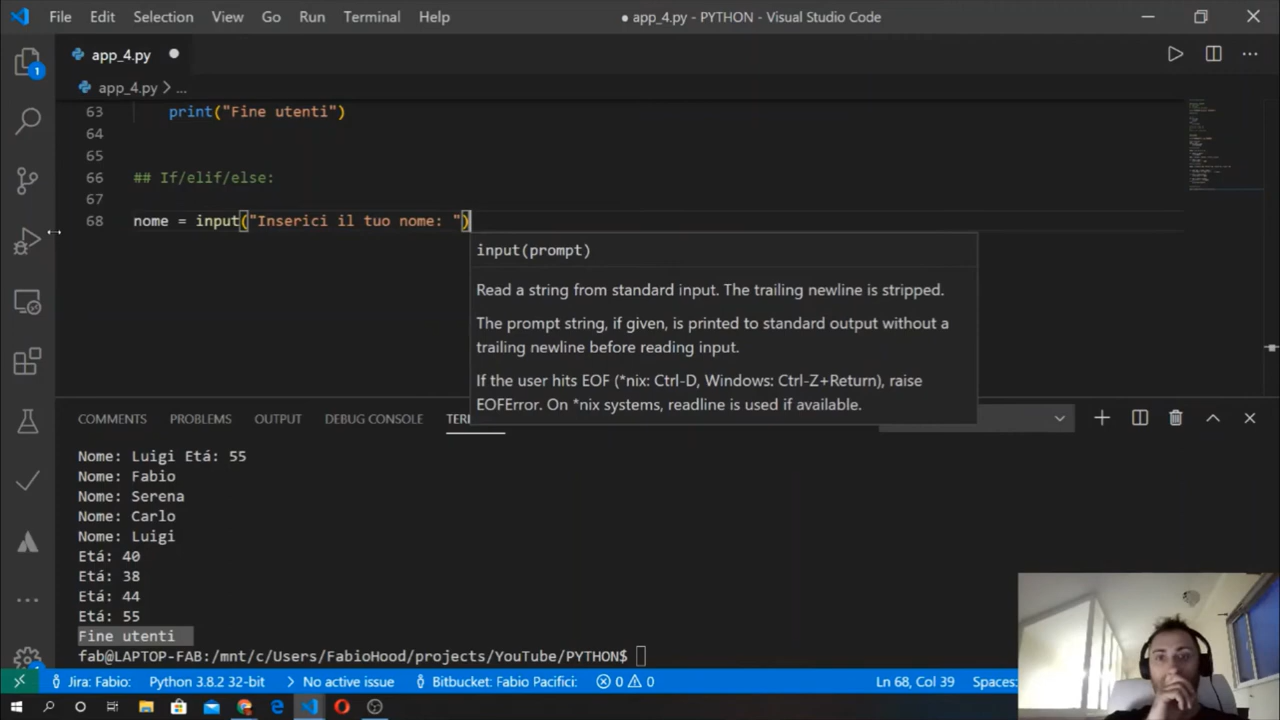 File Edit Selection View Go Run Terminal Help
● app_4.py - PYTHON - Visual Studio Code
app_4.py
1
app_4.py > ...
63 print("Fine utenti")
64
65
66 ## If/elif/else:
67
68 nome = input("Inserici il tuo nome: ")
input(prompt)
Read a string from standard input. The trailing newline is stripped.
The prompt string, if given, is printed to standard output without a
trailing newline before reading input.
If the user hits EOF (*nix: Ctrl-D, Windows: Ctrl-Z+Return), raise
EOFError. On *nix systems, readline is used if available.
COMMENTS PROBLEMS OUTPUT DEBUG CONSOLE
Nome: Luigi Etá: 55
Nome: Fabio
Nome: Serena
Nome: Carlo
Nome: Luigi
Etá: 40
Etá: 38
Etá: 44
Etá: 55
Fine utenti
fab@LAPTOP-FAB:/mnt/c/Users/FabioHood/projects/YouTube/PYTHON$
Jira: Fabio: Python 3.8.2 32-bit No active issue Bitbucket: Fabio Pacifici: 0 0 Ln 68, Col 39 Spaces: